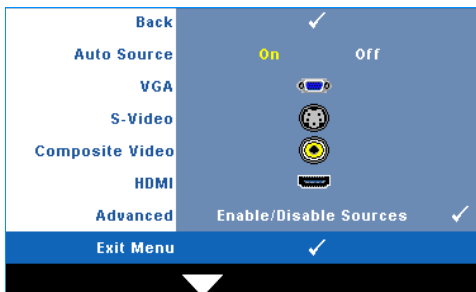 Back
Auto Source On Off
VGA
S-Video
Composite Video
HDMI
Advanced Enable/Disable Sources
Exit Menu